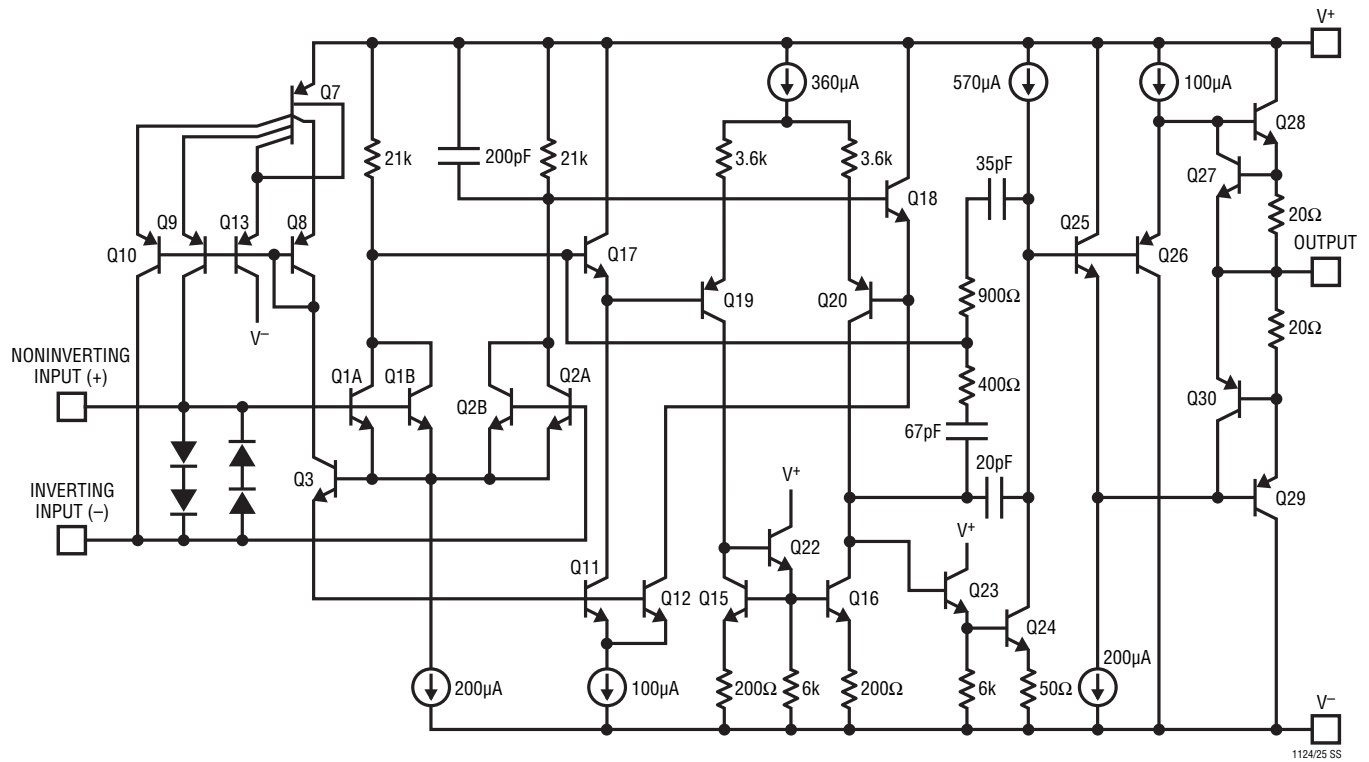 V+
360µA
570µA
100µA
Q7
Q28
21k
200pF
21k
3.6k
3.6k
35pF
Q27
Q18
20Ω
OUTPUT
Q9
Q13
Q8
Q10
Q17
Q25
Q26
Q19
Q20
900Ω
20Ω
V–
NONINVERTING
INPUT (+)
Q1A
Q1B
Q2A
Q2B
400Ω
Q30
67pF
20pF
Q3
V+
Q29
INVERTING
INPUT (–)
V+
Q22
Q11
Q12
Q15
Q16
Q23
Q24
200µA
200µA
100µA
200Ω
6k
200Ω
6k
50Ω
V–
1124/25 SS